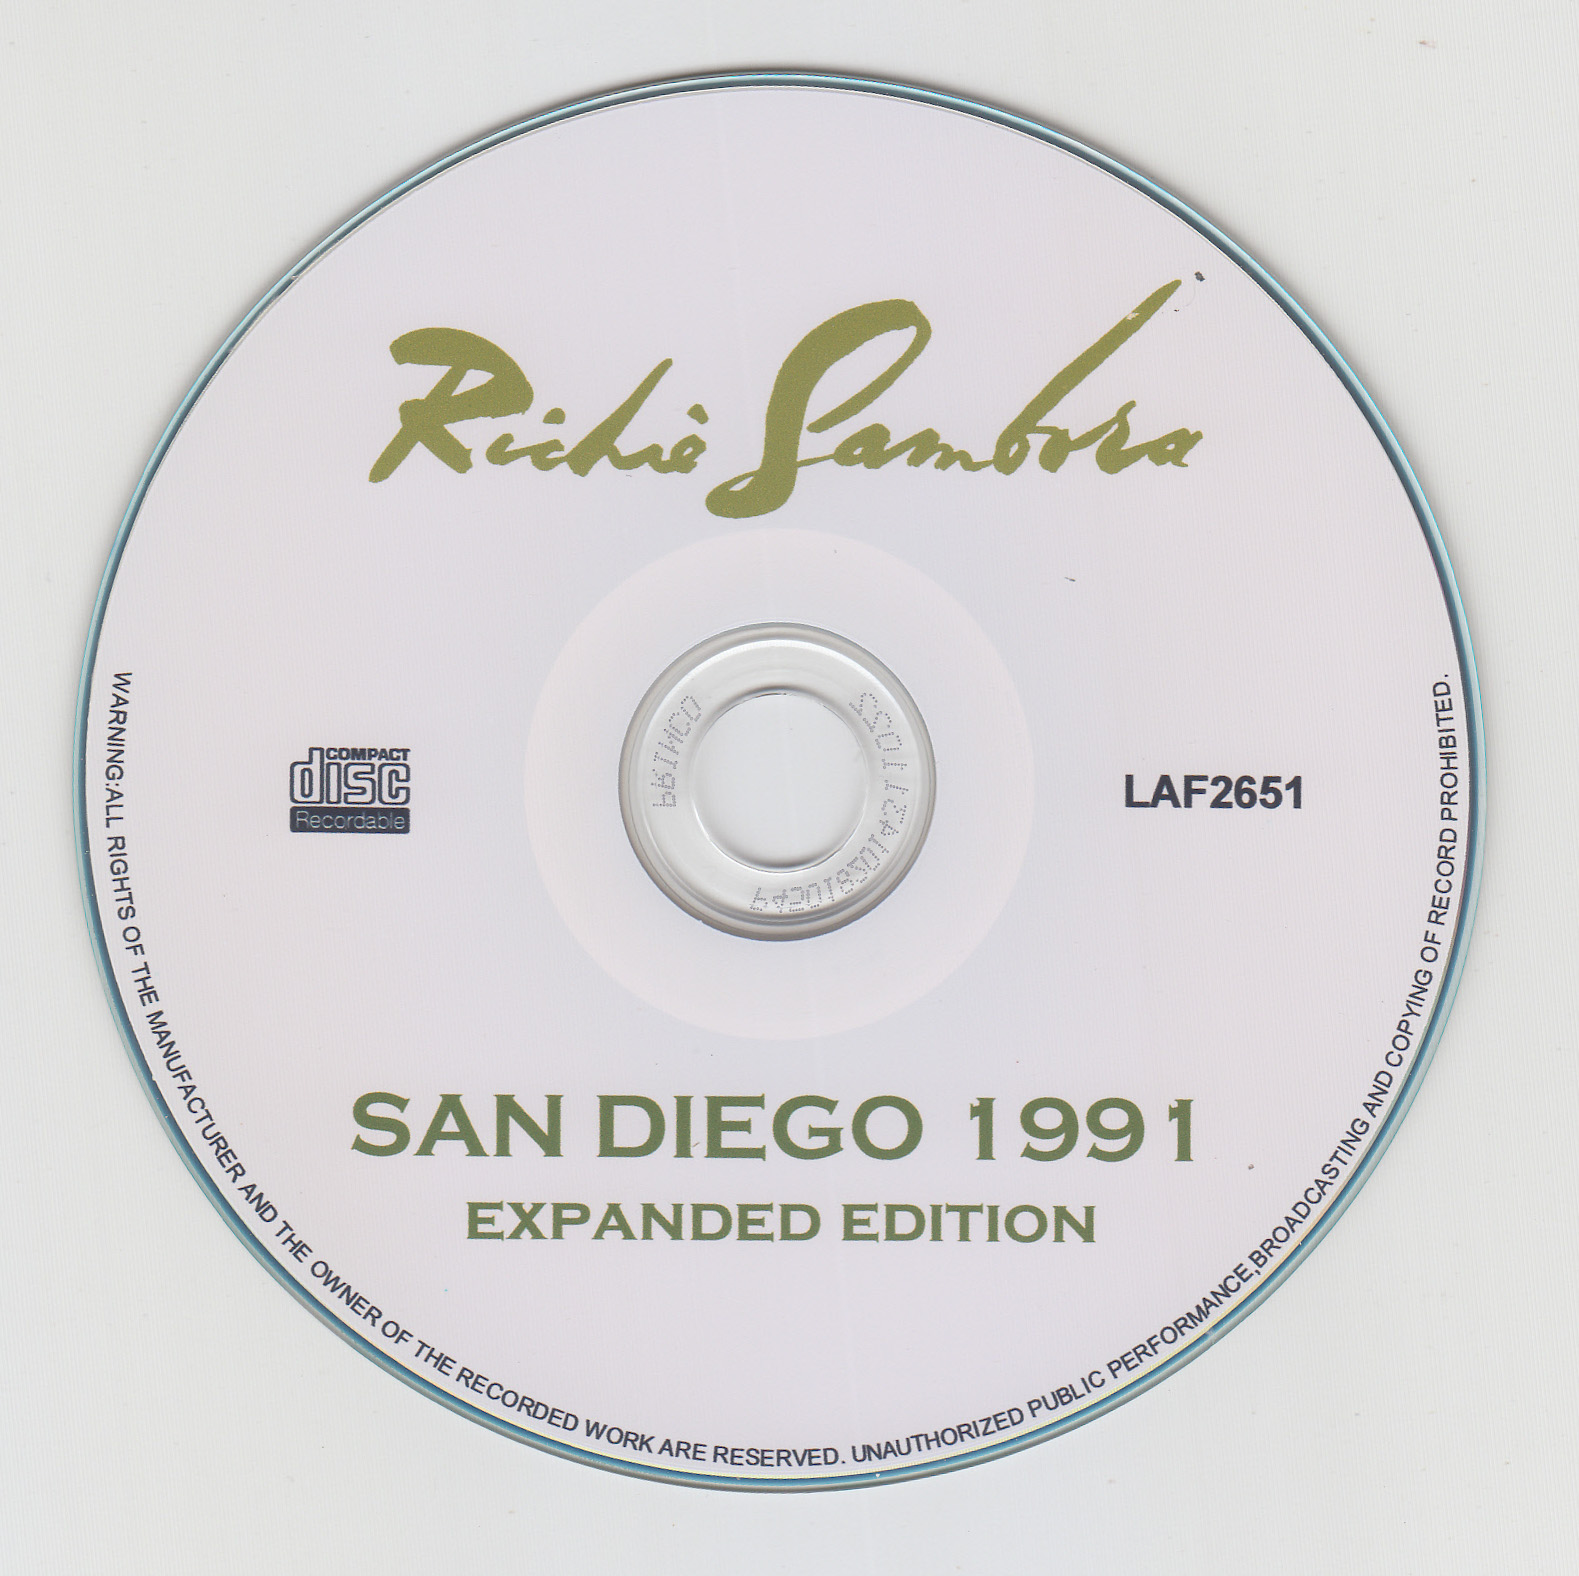 Richie Sambora
COMPACT
disc
Recordable
LAF2651
SAN DIEGO 1991
EXPANDED EDITION
WARNING:ALL RIGHTS OF THE MANUFACTURER AND THE OWNER OF THE RECORDED WORK ARE RESERVED. UNAUTHORIZED PUBLIC PERFORMANCE,BROADCASTING AND COPYING OF RECORD PROHIBITED.